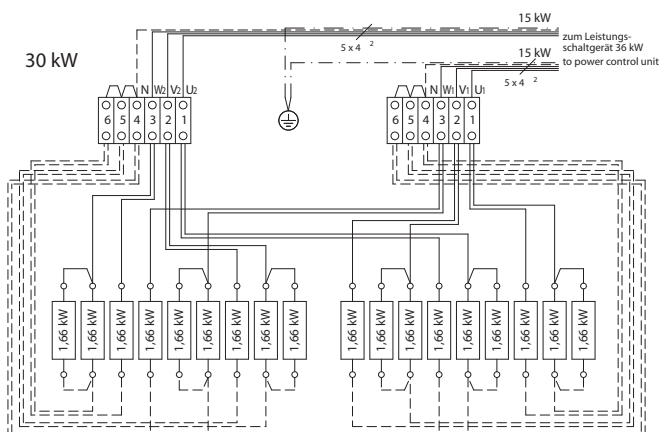 15 kW
5 x 4 2
zum Leistungs-
schaltgerät 36 kW
to power control unit
15 kW
5 x 4 2
30 kW
N W2 V2 U2
6 5 4 3 2 1
N W1 V1 U1
6 5 4 3 2 1
1,66 kW 1,66 kW 1,66 kW 1,66 kW 1,66 kW 1,66 kW 1,66 kW 1,66 kW 1,66 kW 1,66 kW 1,66 kW 1,66 kW 1,66 kW 1,66 kW 1,66 kW 1,66 kW 1,66 kW 1,66 kW